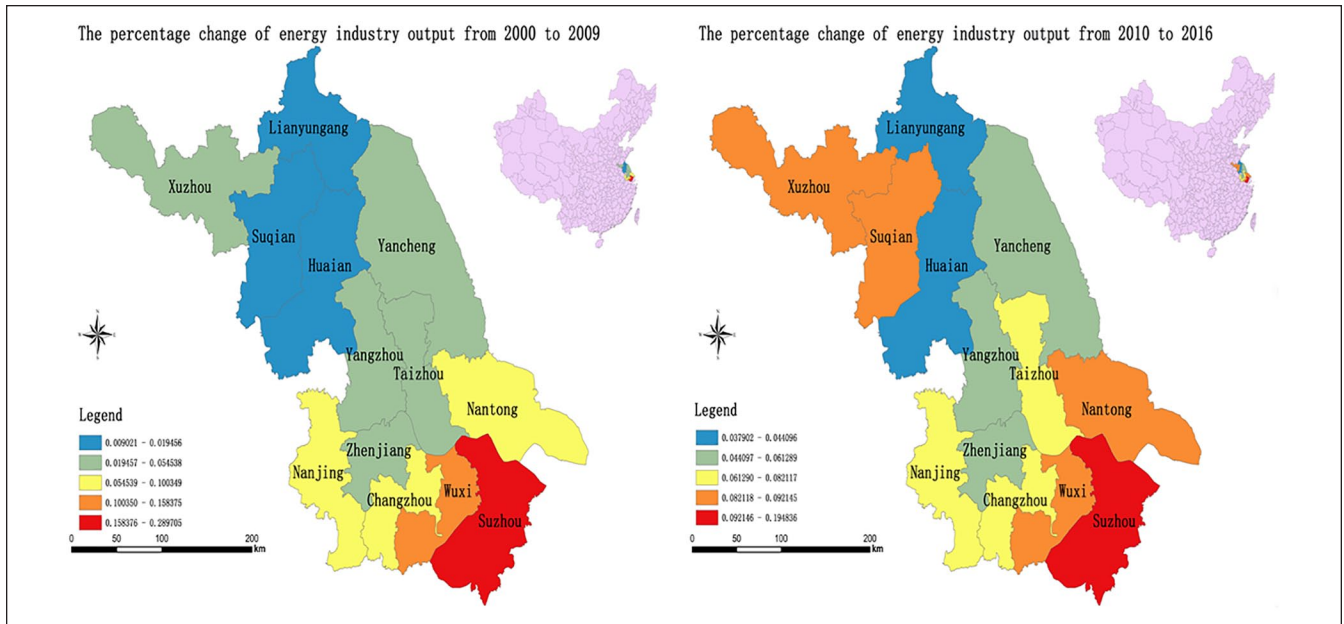 The percentage change of energy industry output from 2000 to 2009
Lianyungang
Xuzhou
Suqian
Yancheng
Huaian
Yangzhou
Taizhou
Nantong
Zhenjiang
Nanjing
Changzhou
Wuxi
Suzhou
Legend
0.009021 - 0.019456
0.019457 - 0.054538
0.054539 - 0.100349
0.100350 - 0.158375
0.158376 - 0.289705
0 50 100 200
km
The percentage change of energy industry output from 2010 to 2016
Lianyungang
Xuzhou
Suqian
Yancheng
Huaian
Yangzhou
Taizhou
Nantong
Zhenjiang
Nanjing
Changzhou
Wuxi
Suzhou
Legend
0.037902 - 0.044096
0.044097 - 0.061289
0.061290 - 0.082117
0.082118 - 0.092145
0.092146 - 0.194836
0 50 100 200
km